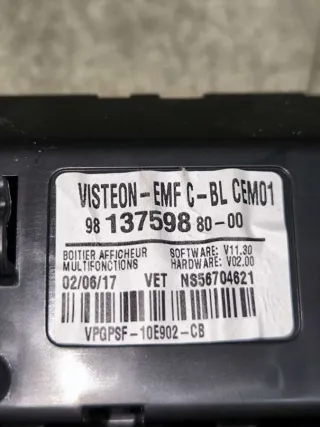 VISTEON-EMF C-BL CEM01
98 137598 80-00
BOITIER AFFICHEUR SOFTWARE: V11.30
MULTIFONCTIONS HARDWARE: V02.00
02/06/17 VET NS56704621
VPGPSF-10E902-CB